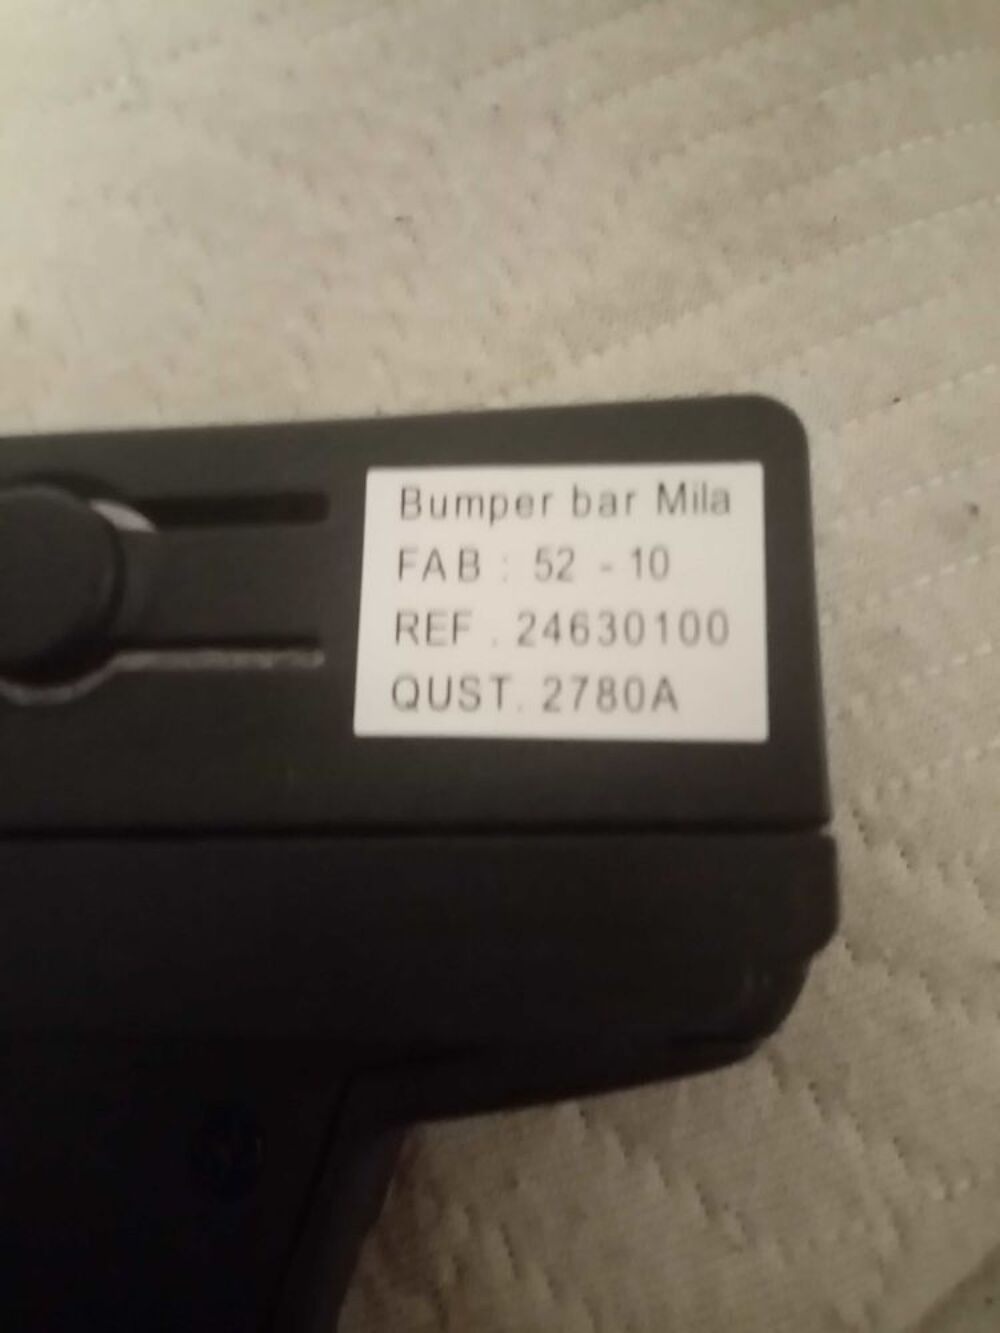 Bumper bar Mila
FAB : 52 - 10
REF . 24630100
QUST. 2780A